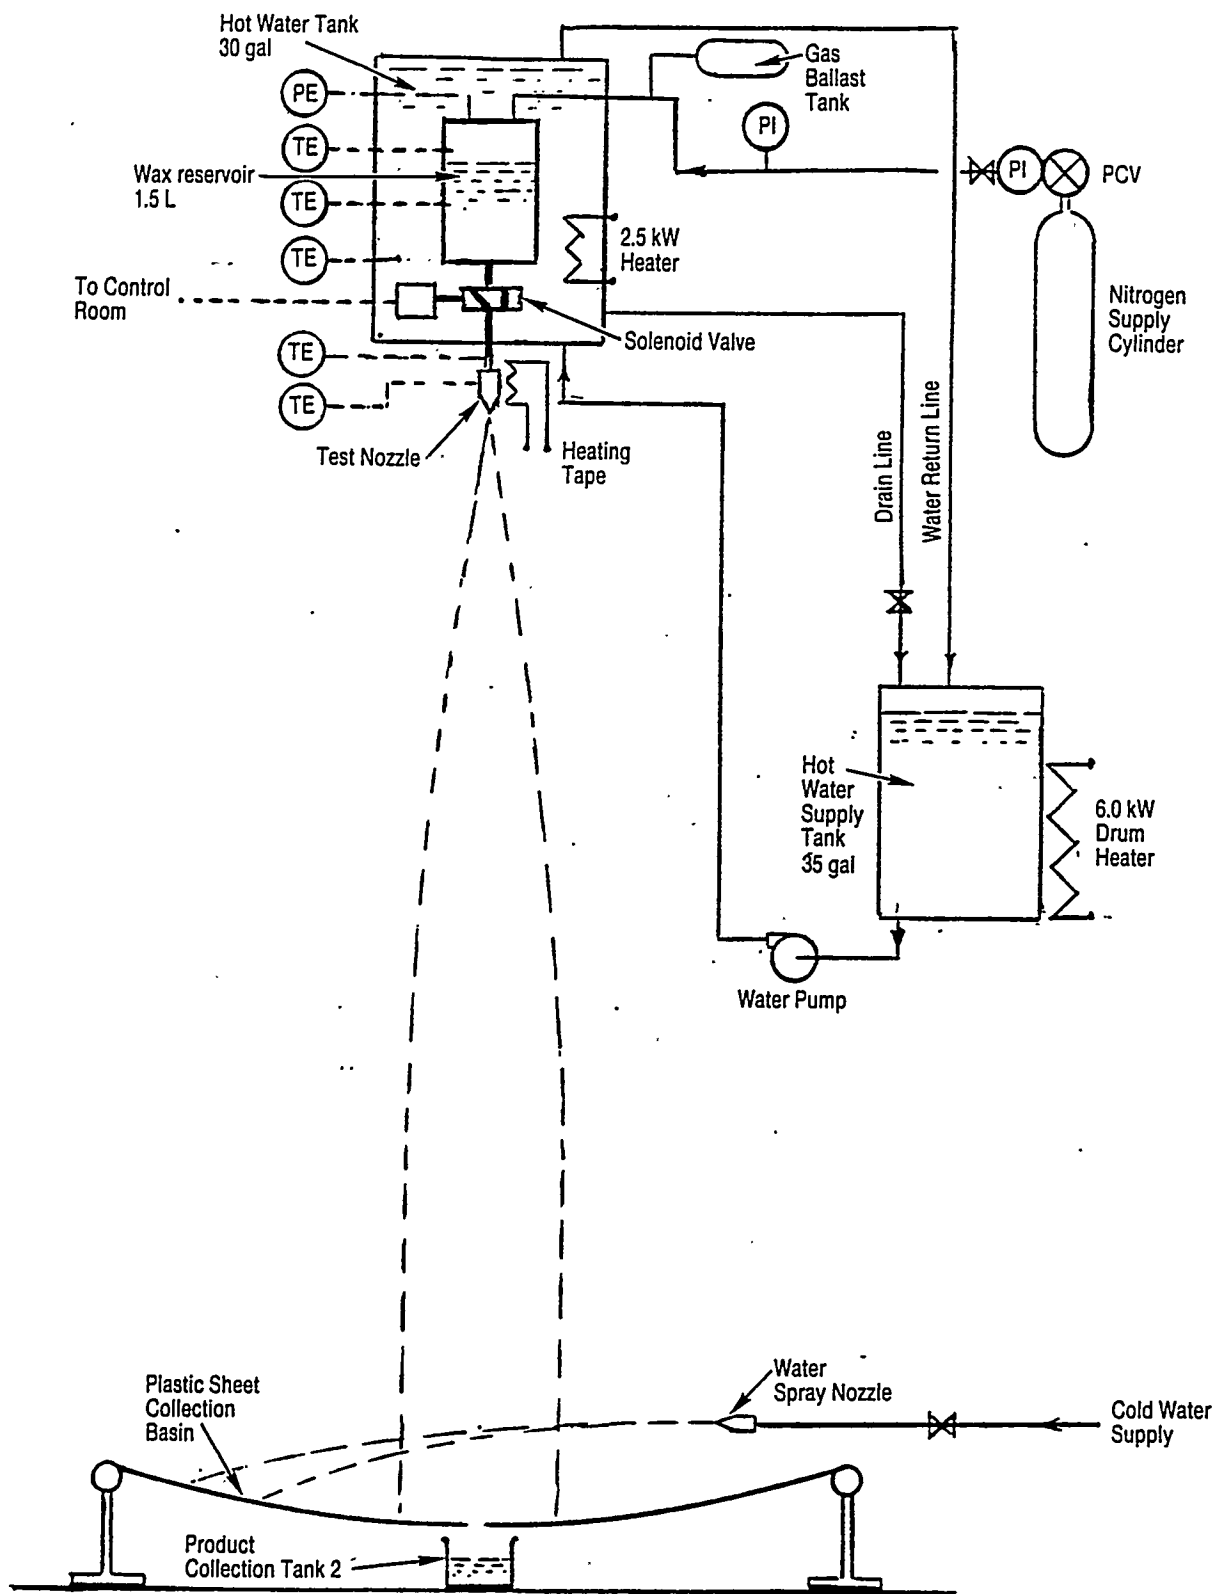 Hot Water Tank
30 gal
Gas
Ballast
Tank
PE
PI
TE
Wax reservoir
1.5 L
TE
PI
PCV
TE
2.5 kW
Heater
To Control
Room
Solenoid Valve
Nitrogen
Supply
Cylinder
TE
TE
Test Nozzle
Heating
Tape
Drain Line
Water Return Line
Hot
Water
Supply
Tank
35 gal
6.0 kW
Drum
Heater
Water Pump
Plastic Sheet
Collection
Basin
Water
Spray Nozzle
Cold Water
Supply
Product
Collection Tank 2